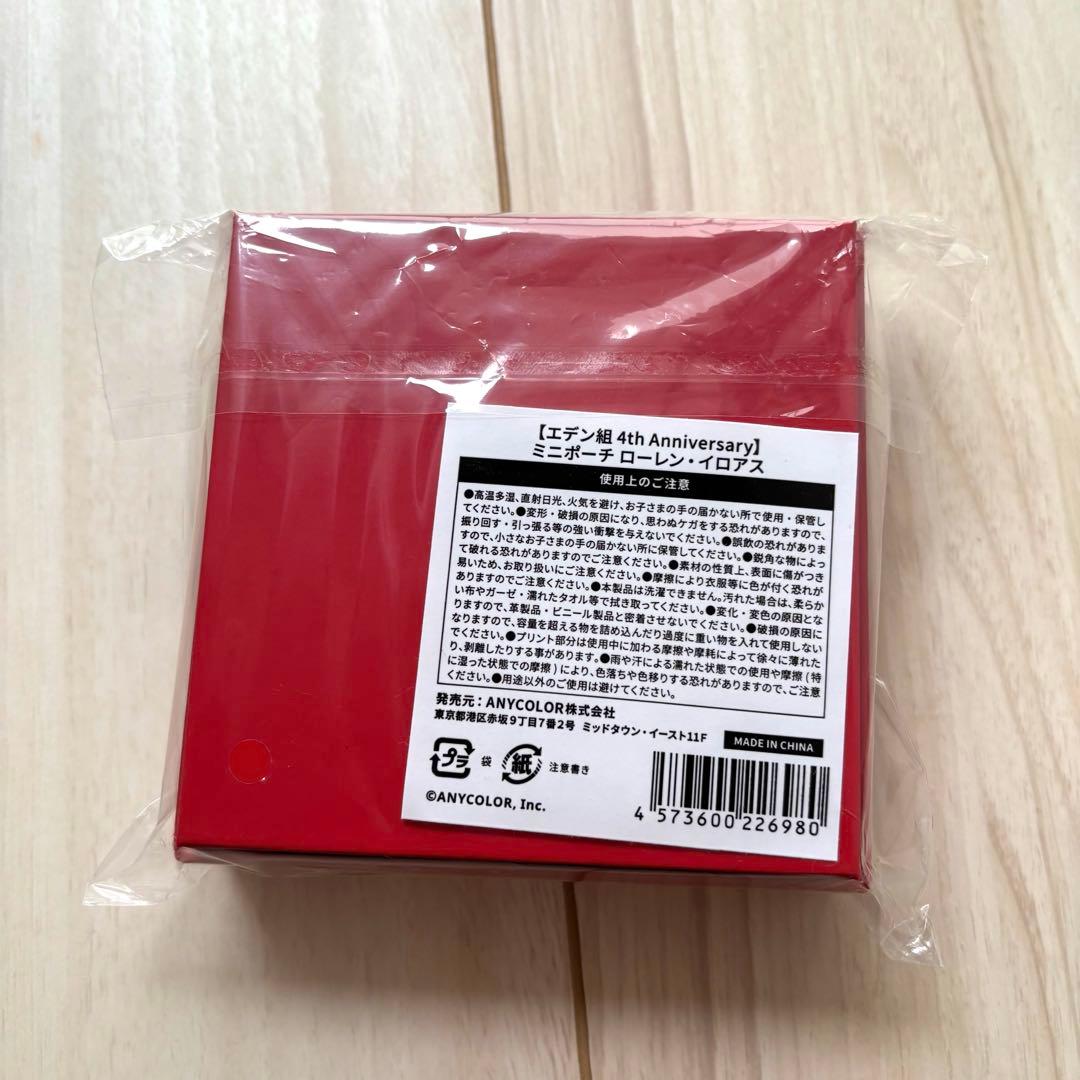 【エデン組 4th Anniversary】
ミニポーチ ローレン・イロアス
使用上のご注意
●高温多湿、直射日光、火気を避け、お子さまの手の届かない所で使用・保管し
てください。●変形・破損の原因になり、思わぬケガをする恐れがありますので、
振り回す・引っ張る等の強い衝撃を与えないでください。●誤飲の恐れがありま
すので、小さなお子さまの手の届かない所に保管してください。●鋭角な物によっ
て破れる恐れがありますのでご注意ください。●素材の性質上、表面に傷がつき
易いため、お取り扱いにご注意ください。●摩擦により衣服等に色が付く恐れが
ありますのでご注意ください。●本製品は洗濯できません。汚れた場合は、柔らか
い布やガーゼ・濡れたタオル等で拭き取ってください。●変化・変色の原因とな
りますので、革製品・ビニール製品と密着させないでください。●破損の原因に
なりますので、容量を超える物を詰め込んだり過度に重い物を入れて使用しない
でください。●プリント部分は使用中に加わる摩擦や摩耗によって徐々に薄れた
り、剥離したりする事があります。●雨や汗による濡れた状態での使用や摩擦(特
に湿った状態での摩擦)により、色落ちや色移りする恐れがありますので、ご注意
ください。●用途以外のご使用は避けてください。
発売元:ANYCOLOR株式会社
東京都港区赤坂9丁目7番2号 ミッドタウン・イースト11F
MADE IN CHINA
プラ 袋 紙 注意書き
©ANYCOLOR, Inc.
4 573600 226980